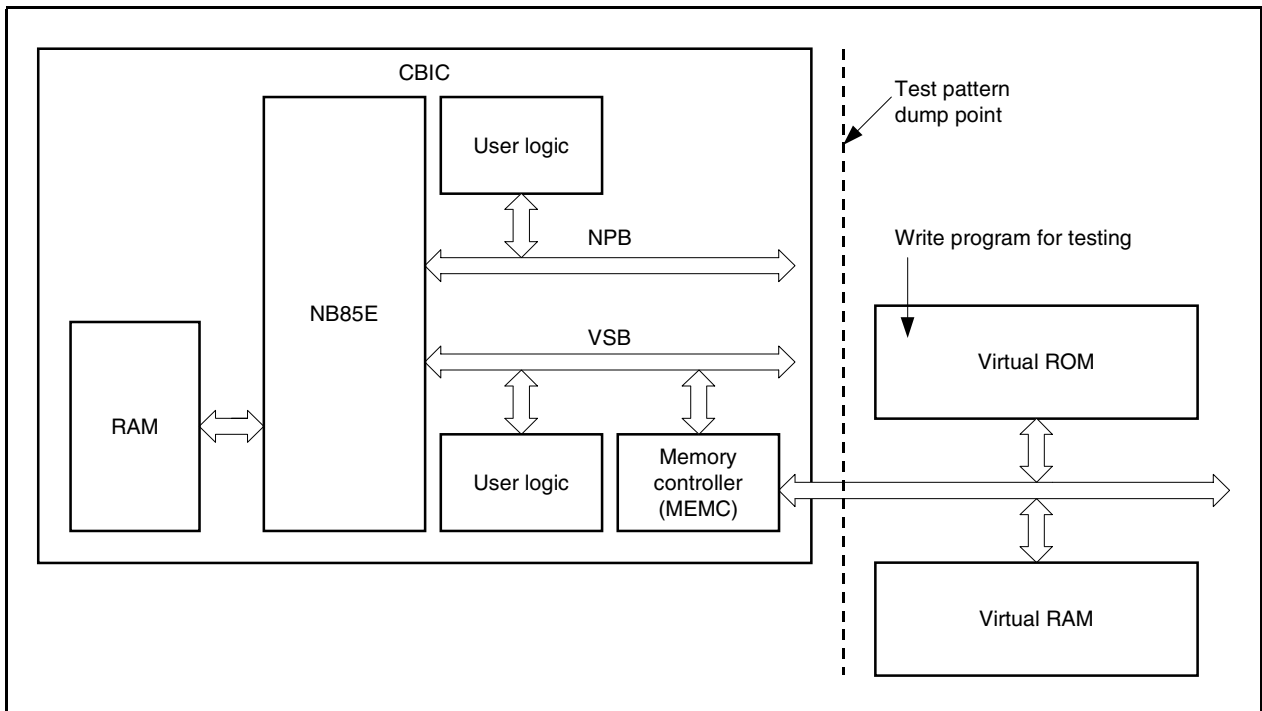 CBIC
Test pattern
dump point
User logic
NPB
Write program for testing
NB85E
VSB
Virtual ROM
RAM
User logic
Memory
controller
(MEMC)
Virtual RAM